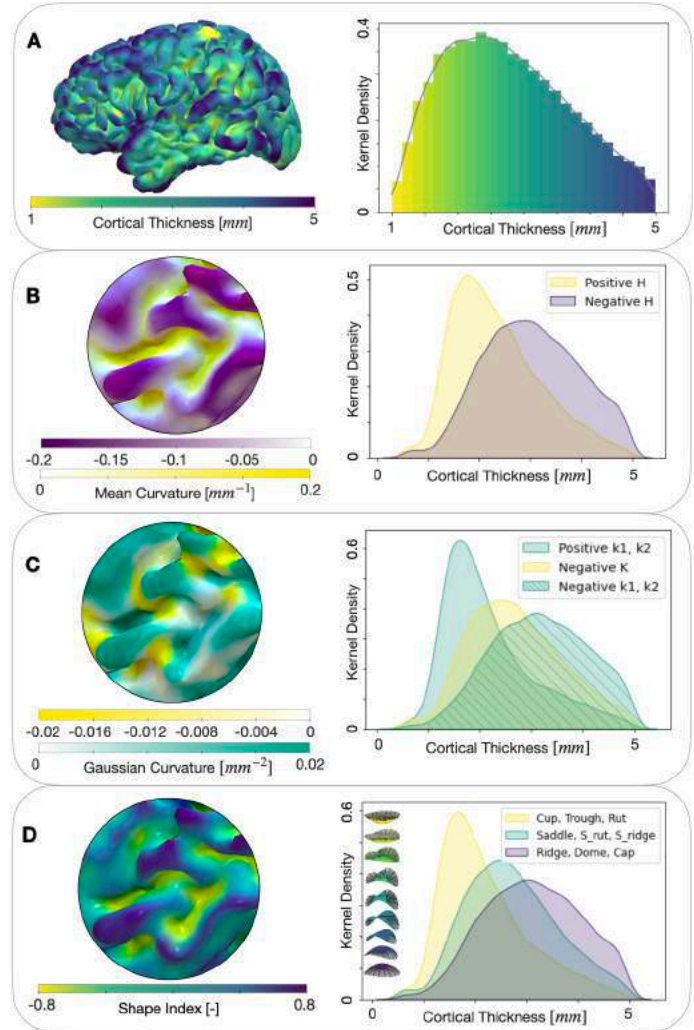 A
1
5
Cortical Thickness [mm]
0.4
Kernel Density
0
1
5
Cortical Thickness [mm]
B
-0.2 -0.15 -0.1 -0.05 0
0 0.2
Mean Curvature [mm⁻¹]
0.5
Kernel Density
0
Positive H
Negative H
0 5
Cortical Thickness [mm]
C
-0.02 -0.016 -0.012 -0.008 -0.004 0
0 0.02
Gaussian Curvature [mm⁻²]
0.6
Kernel Density
0
Positive k1, k2
Negative K
Negative k1, k2
0 5
Cortical Thickness [mm]
D
-0.8 0.8
Shape Index [-]
0.6
Kernel Density
0
Cup, Trough, Rut
Saddle, S_rut, S_ridge
Ridge, Dome, Cap
0 5
Cortical Thickness [mm]